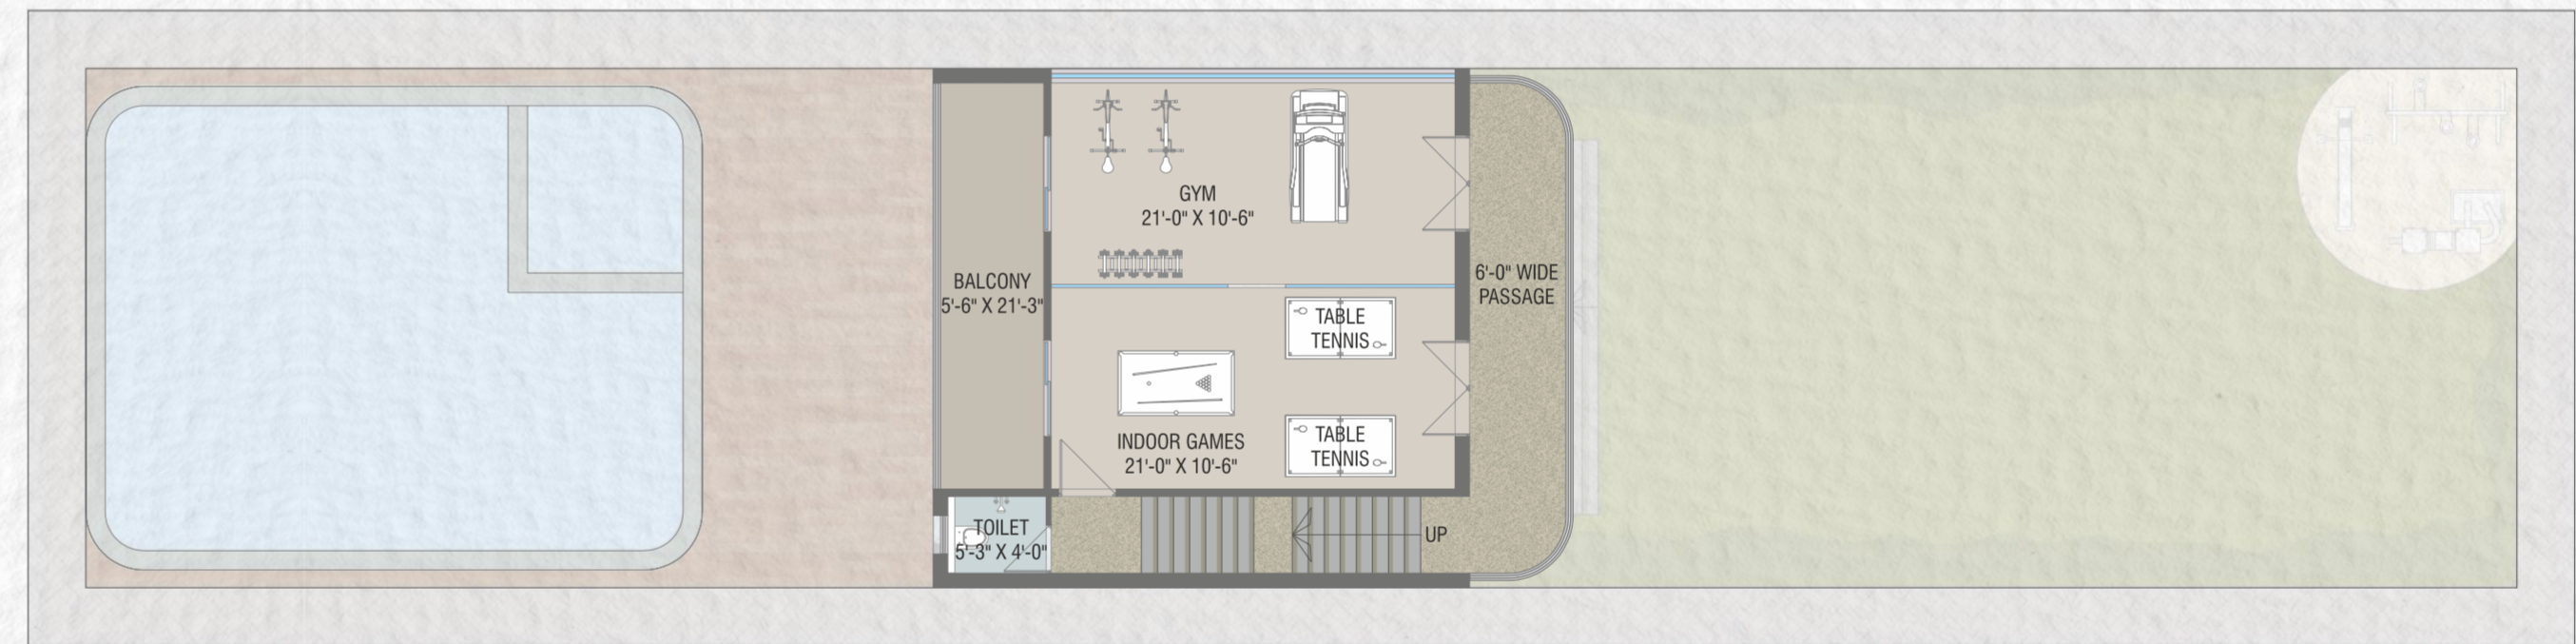 GYM
21'-0" X 10'-6"
BALCONY
5'-6" X 21'-3"
6'-0" WIDE
PASSAGE
TABLE
TENNIS
INDOOR GAMES
21'-0" X 10'-6"
TABLE
TENNIS
TOILET
5'-3" X 4'-0"
UP